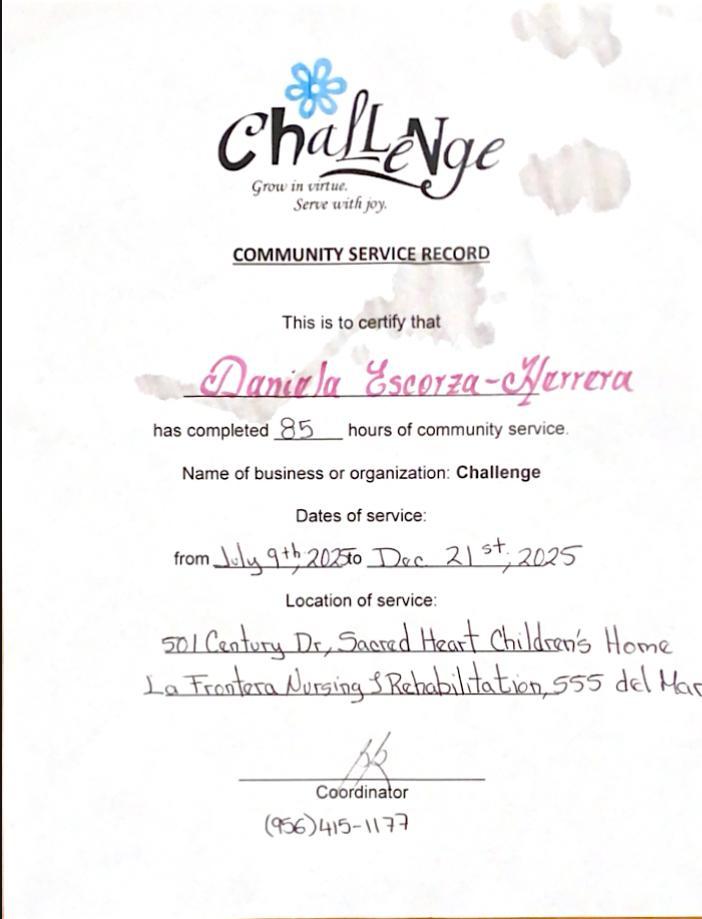 Challenge
Grow in virtue.
Serve with joy.
COMMUNITY SERVICE RECORD
This is to certify that
Daniela Escorza-Herrera
has completed 85 hours of community service.
Name of business or organization: Challenge
Dates of service:
from July 9th, 2025 to Dec. 21st, 2025
Location of service:
501 Century Dr, Sacred Heart Children's Home
La Frontera Nursing & Rehabilitation, 555 del Mar
Coordinator
(956)415-1177